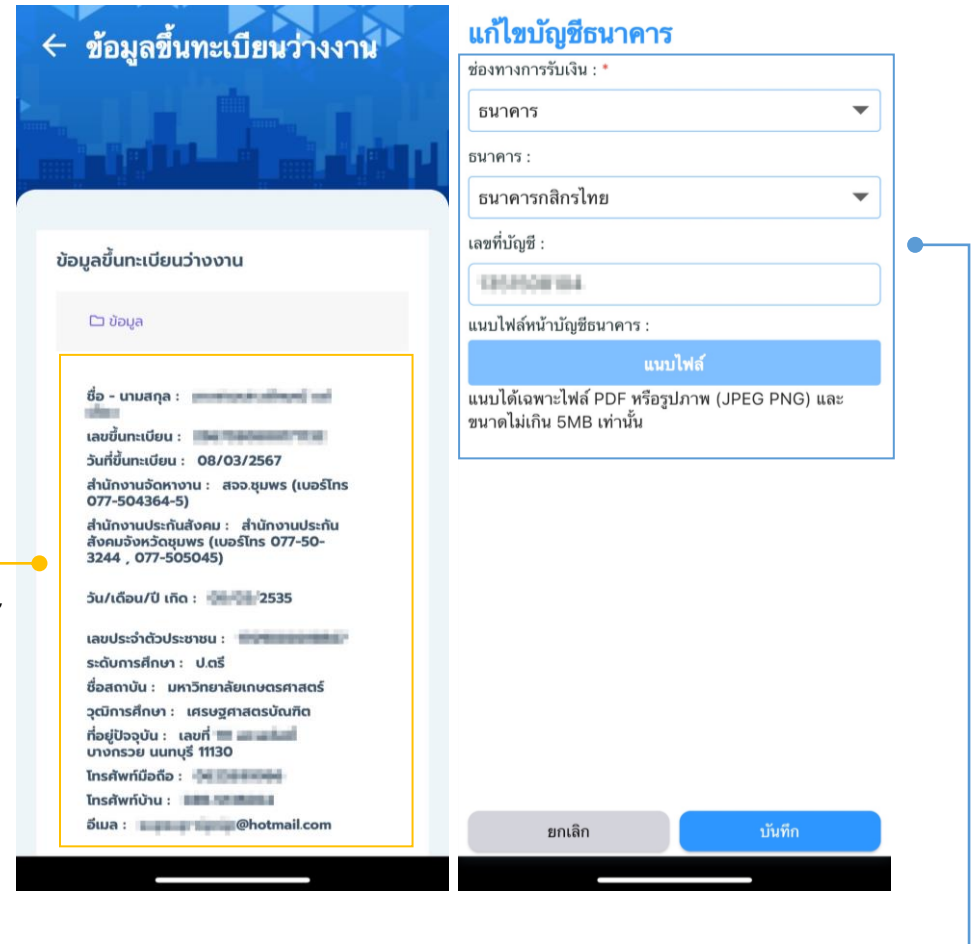 ← ข้อมูลขึ้นทะเบียนว่างงาน
ข้อมูลขึ้นทะเบียนว่างงาน
ข้อมูล
ชื่อ - นามสกุล :
เลขขึ้นทะเบียน :
วันที่ขึ้นทะเบียน : 08/03/2567
สำนักงานจัดหางาน : สจจ.ชุมพร (เบอร์โทร
077-504364-5)
สำนักงานประกันสังคม : สำนักงานประกัน
สังคมจังหวัดชุมพร (เบอร์โทร 077-50-
3244 , 077-505045)
วัน/เดือน/ปี เกิด : /2535
เลขประจำตัวประชาชน :
ระดับการศึกษา : ป.ตรี
ชื่อสถาบัน : มหาวิทยาลัยเกษตรศาสตร์
วุฒิการศึกษา : เศรษฐศาสตรบัณฑิต
ที่อยู่ปัจจุบัน : เลขที่
บางกรวย นนทบุรี 11130
โทรศัพท์มือถือ :
โทรศัพท์บ้าน :
อีเมล : @hotmail.com
แก้ไขบัญชีธนาคาร
ช่องทางการรับเงิน : *
ธนาคาร
ธนาคาร :
ธนาคารกสิกรไทย
เลขที่บัญชี :
แนบไฟล์หน้าบัญชีธนาคาร :
แนบไฟล์
แนบได้เฉพาะไฟล์ PDF หรือรูปภาพ (JPEG PNG) และ
ขนาดไม่เกิน 5MB เท่านั้น
ยกเลิก
บันทึก